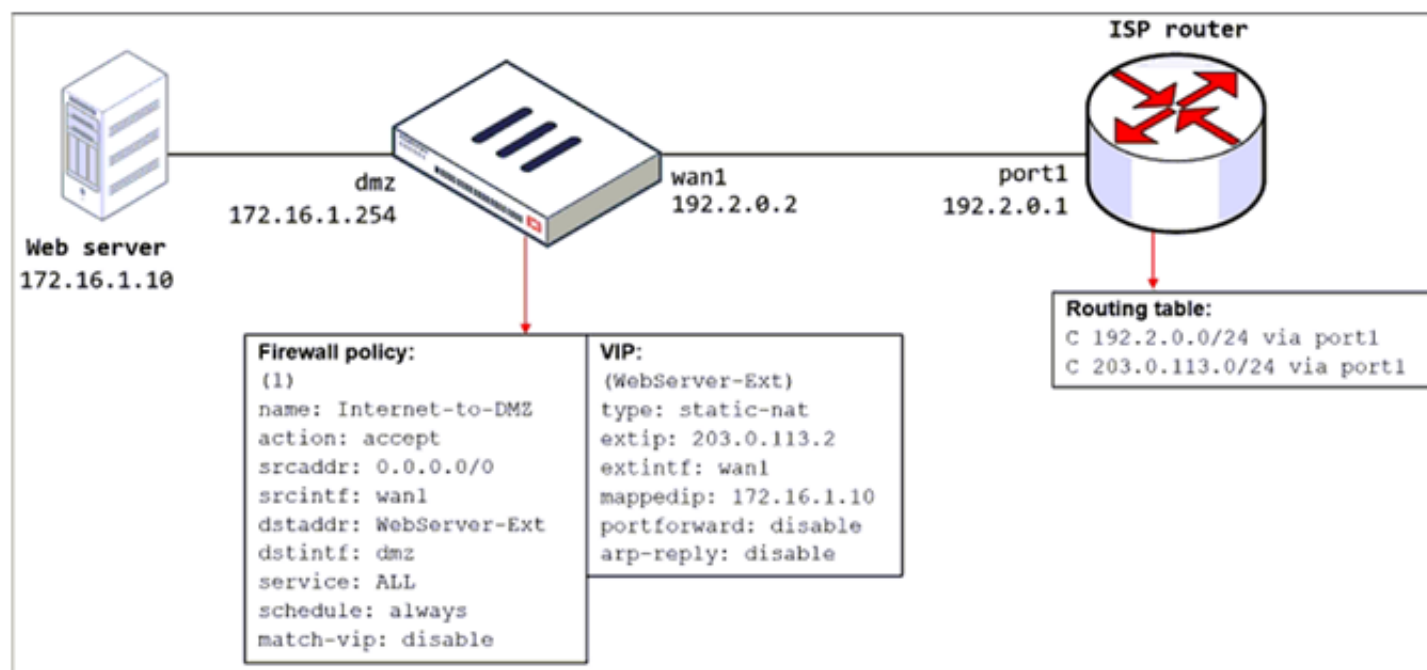 ISP router
dmz
172.16.1.254
wan1
192.2.0.2
port1
192.2.0.1
Web server
172.16.1.10
Firewall policy:
(1)
name: Internet-to-DMZ
action: accept
srcaddr: 0.0.0.0/0
srcintf: wan1
dstaddr: WebServer-Ext
dstintf: dmz
service: ALL
schedule: always
match-vip: disable
VIP:
(WebServer-Ext)
type: static-nat
extip: 203.0.113.2
extintf: wan1
mappedip: 172.16.1.10
portforward: disable
arp-reply: disable
Routing table:
C 192.2.0.0/24 via port1
C 203.0.113.0/24 via port1